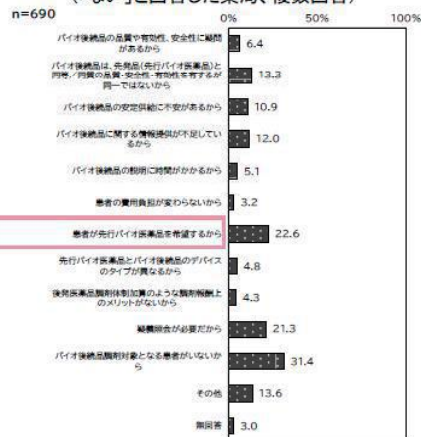 (「ない」と回答した薬局、複数回答)
n=690
0% 50% 100%
バイオ後続品の品質や有効性、安全性に疑問
があるから
6.4
バイオ後続品は、先発品(先行バイオ医薬品)と
同等／同質の品質・安全性・有効性を有するが
同一ではないから
13.3
バイオ後続品の安定供給に不安があるから
10.9
バイオ後続品に関する情報提供が不足してい
るから
12.0
バイオ後続品の説明に時間がかかるから
5.1
患者の費用負担が変わらないから
3.2
患者が先行バイオ医薬品を希望するから
22.6
先行バイオ医薬品とバイオ後続品のデバイス
のタイプが異なるから
4.8
後発医薬品調剤体制加算のような調剤報酬上
のメリットがないから
4.3
疑義照会が必要だから
21.3
バイオ後続品調剤対象となる患者がいないか
ら
31.4
その他
13.6
無回答
3.0